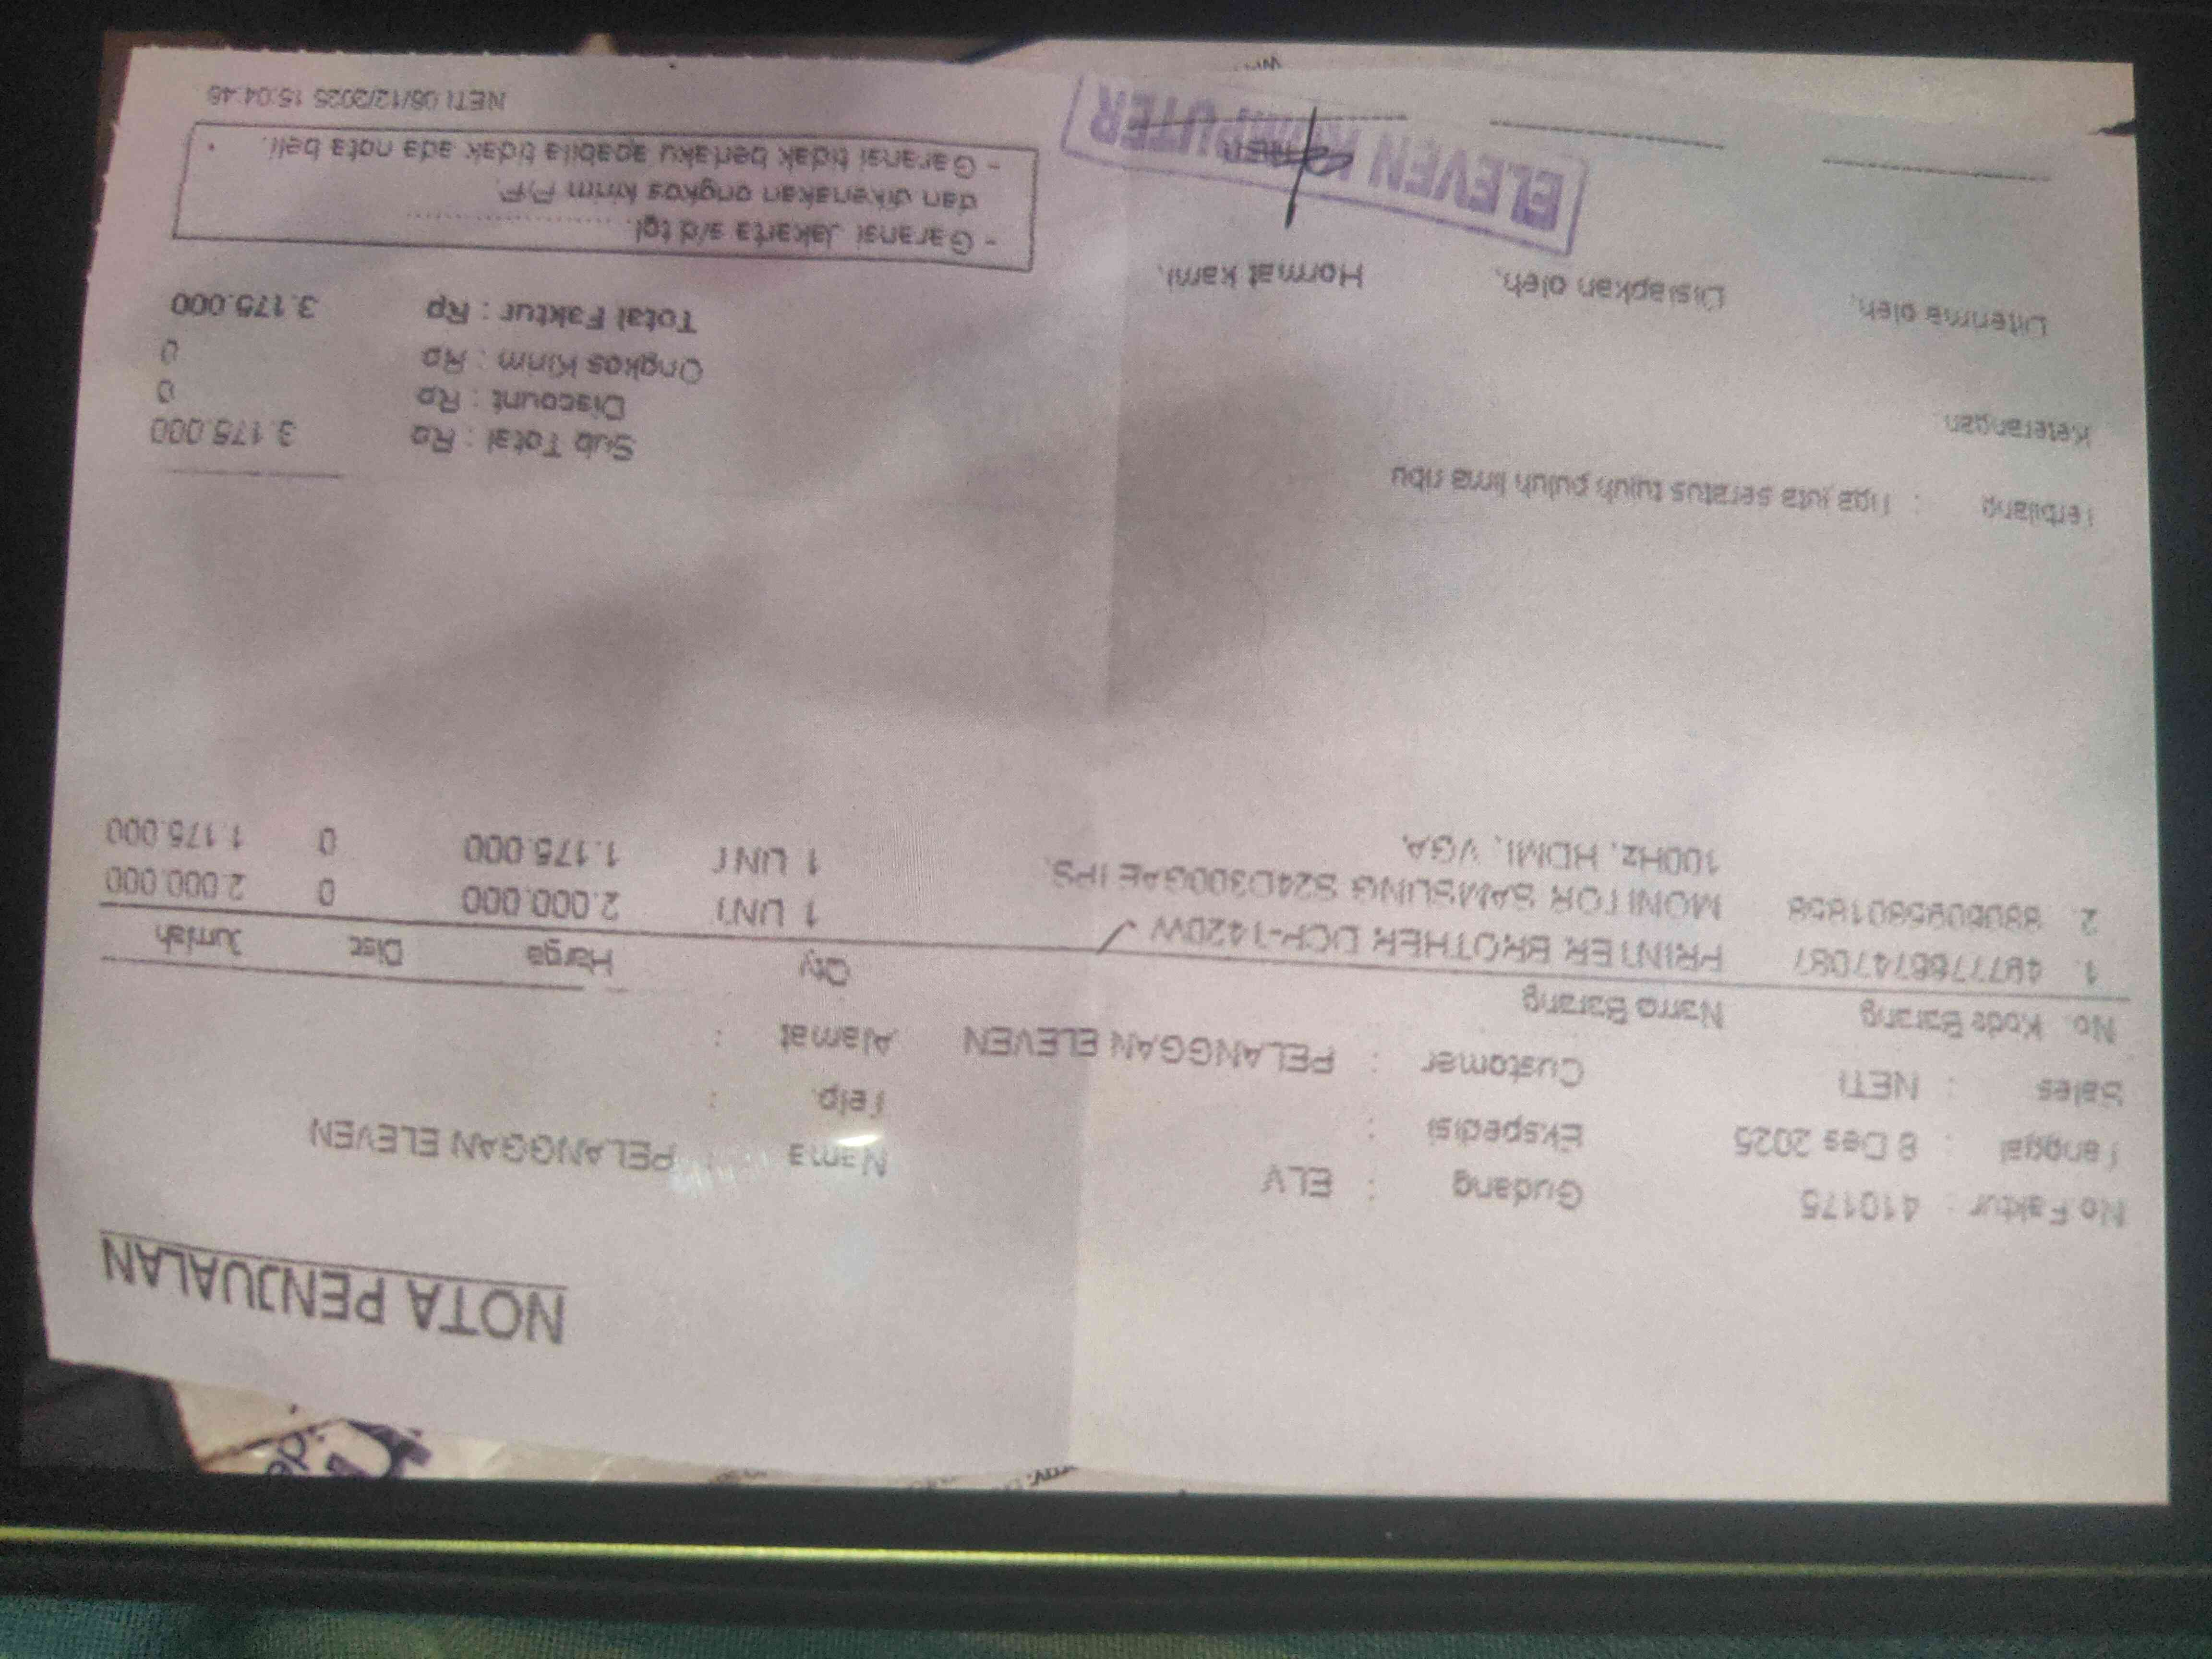 NOTA PENJUALAN
No.Faktur : 410175 Gudang : ELV Nama : PELANGGAN ELEVEN
Tanggal : 8 Des 2025 Ekspedisi : Telp. :
Sales : NETI Customer : PELANGGAN ELEVEN Alamat :
No. Kode Barang Nama Barang Qty Harga Disc Jumlah
1. PRINTER BROTHER DCP-T420W 1 UNT 2.000.000 0 2.000.000
2. MONITOR SAMSUNG S24D300GAE IPS, 1 UNT 1.175.000 0 1.175.000
100Hz, HDMI, VGA,
Terbilang : Tiga juta seratus tujuh puluh lima ribu
Keterangan
Sub Total : Rp 3.175.000
Discount : Rp 0
Ongkos Kirim : Rp 0
Total Faktur : Rp 3.175.000
Diterima oleh, Disiapkan oleh, Hormat kami,
- Garansi Jakarta s/d tgl.
dan dikenakan ongkos kirim P/P.
- Garansi tidak berlaku apabila tidak ada nota beli.
ELEVEN KOMPUTER
NETI 08/12/2025 15:04:46